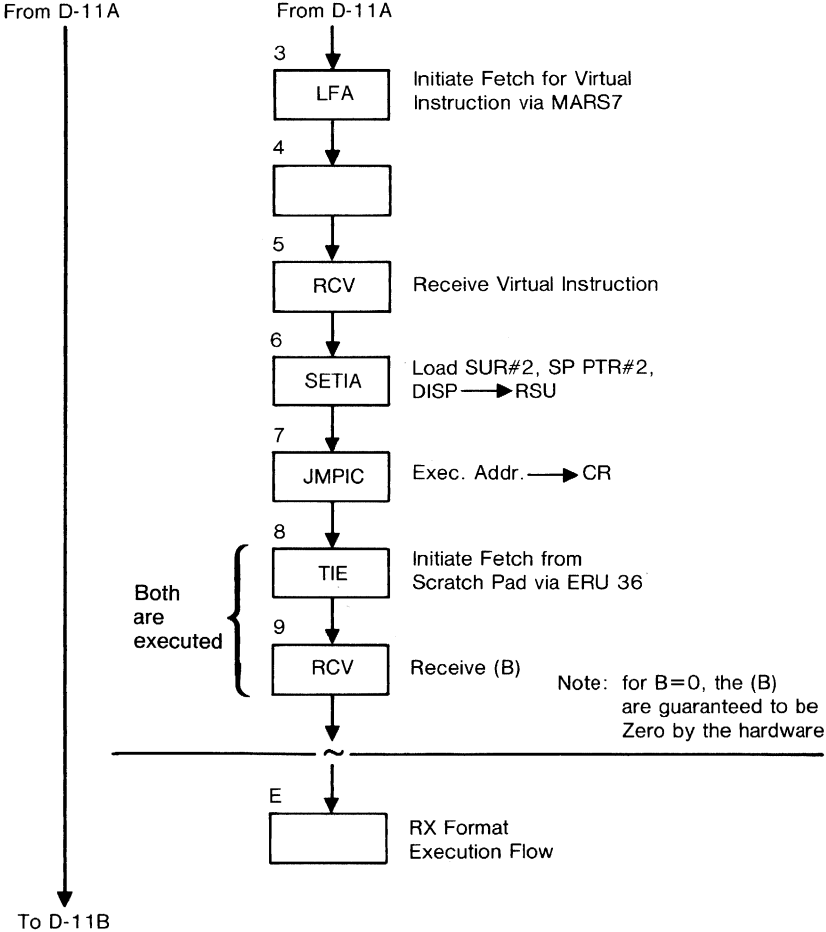 From D-11A
From D-11A
3
LFA
Initiate Fetch for Virtual
Instruction via MARS7
4
5
RCV
Receive Virtual Instruction
6
SETIA
Load SUR#2, SP PTR#2,
DISP → RSU
7
JMPIC
Exec. Addr. → CR
8
TIE
Initiate Fetch from
Scratch Pad via ERU 36
Both
are
executed
9
RCV
Receive (B)
Note: for B=0, the (B)
are guaranteed to be
Zero by the hardware
~
E
RX Format
Execution Flow
To D-11B